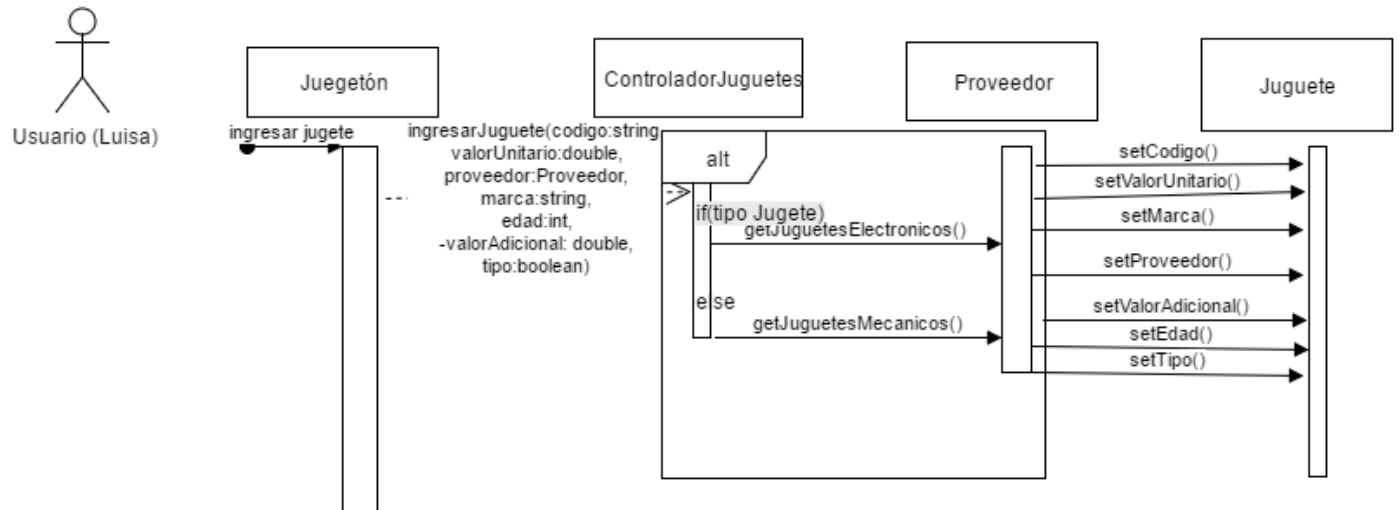 Usuario (Luisa)
Juegetón
ControladorJuguetes
Proveedor
Juguete
ingresar jugete
ingresarJuguete(codigo:string
valorUnitario:double,
proveedor:Proveedor,
marca:string,
edad:int,
-valorAdicional: double,
tipo:boolean)
alt
if(tipo Jugete)
getJuguetesElectronicos()
else
getJuguetesMecanicos()
setCodigo()
setValorUnitario()
setMarca()
setProveedor()
setValorAdicional()
setEdad()
setTipo()